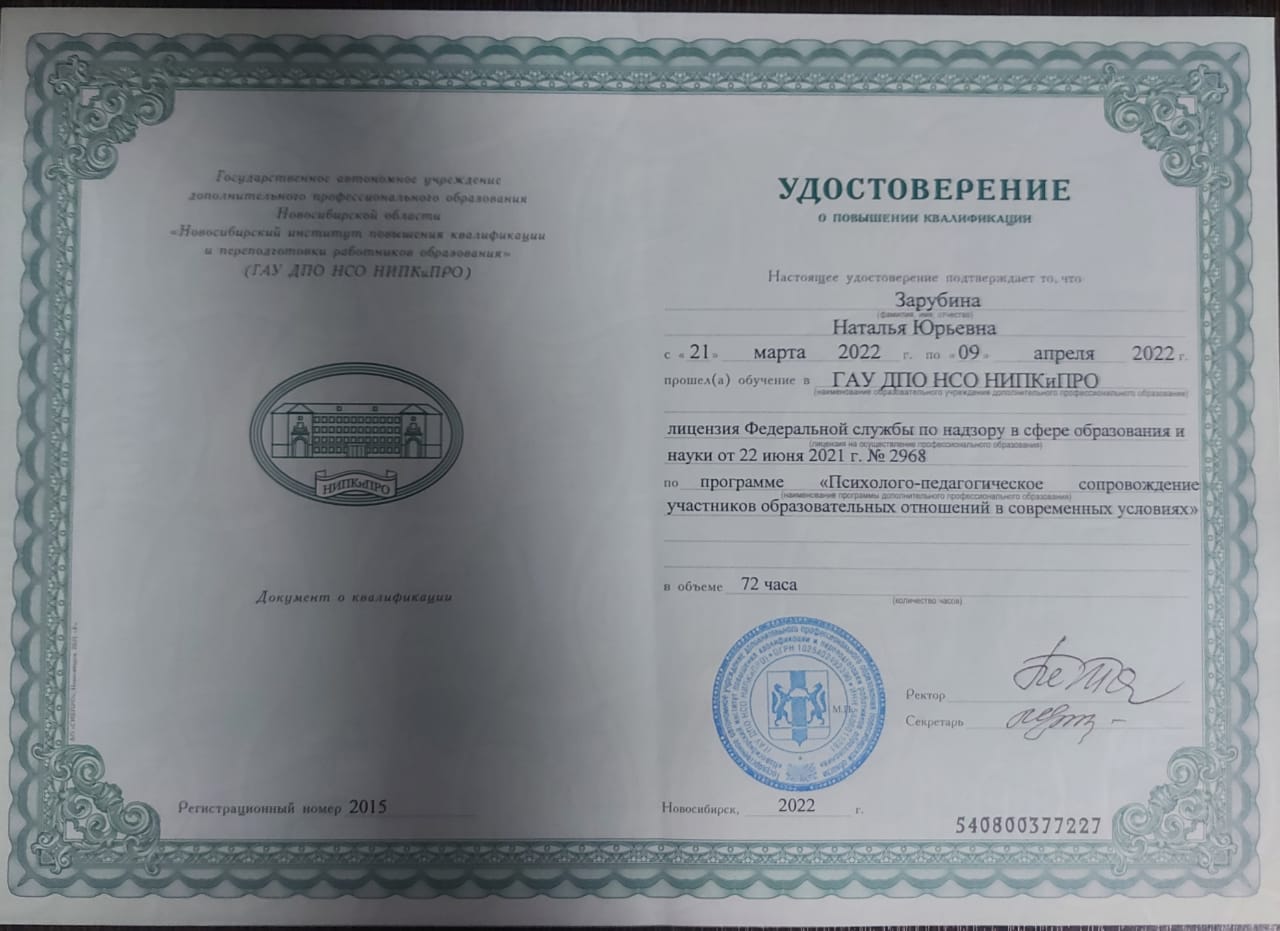 Государственное автономное учреждение
дополнительного профессионального образования
Новосибирской области
«Новосибирский институт повышения квалификации
и переподготовки работников образования»
(ГАУ ДПО НСО НИПКиПРО)
НИПКиПРО
Документ о квалификации
Регистрационный номер 2015
УДОСТОВЕРЕНИЕ
О ПОВЫШЕНИИ КВАЛИФИКАЦИИ
Настоящее удостоверение подтверждает то, что
Зарубина
(фамилия, имя, отчество)
Наталья Юрьевна
с «21» марта 2022 г. по «09» апреля 2022 г.
прошел(а) обучение в ГАУ ДПО НСО НИПКиПРО
(наименование образовательного учреждения дополнительного профессионального образования)
лицензия Федеральной службы по надзору в сфере образования и
(лицензия на осуществление профессионального образования)
науки от 22 июня 2021 г. № 2968
по программе «Психолого-педагогическое сопровождение
(наименование программы дополнительного профессионального образования)
участников образовательных отношений в современных условиях»
в объеме 72 часа
(количество часов)
М.П.
Ректор
Секретарь
Новосибирск, 2022 г.
540800377227